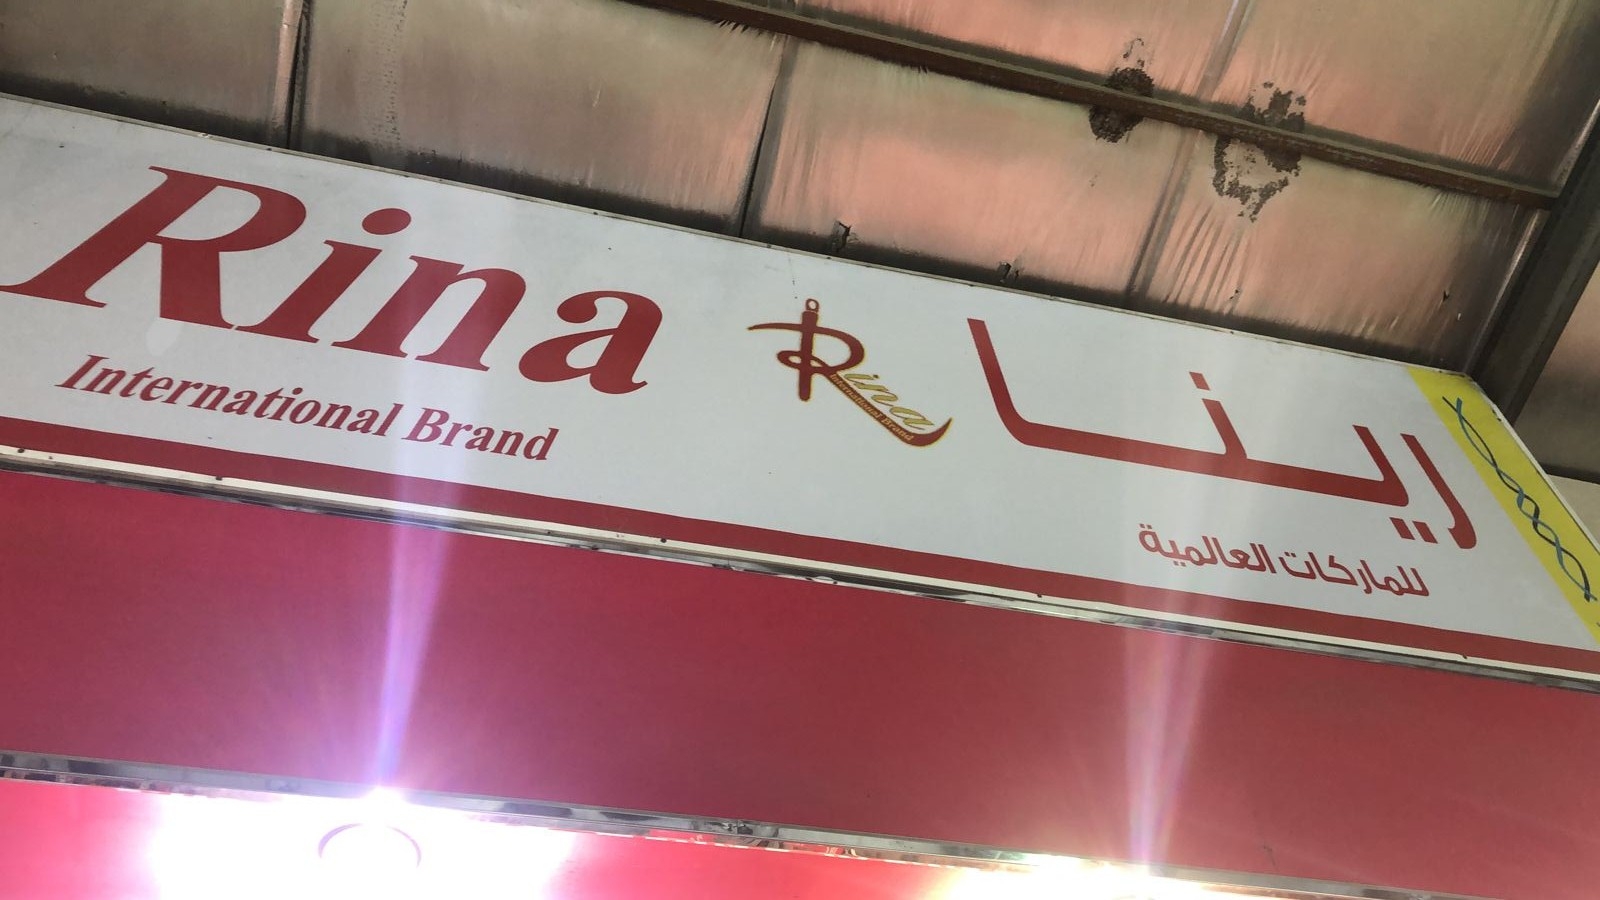 Rina
International Brand
Rina
International Brand
رينا
للماركات العالمية